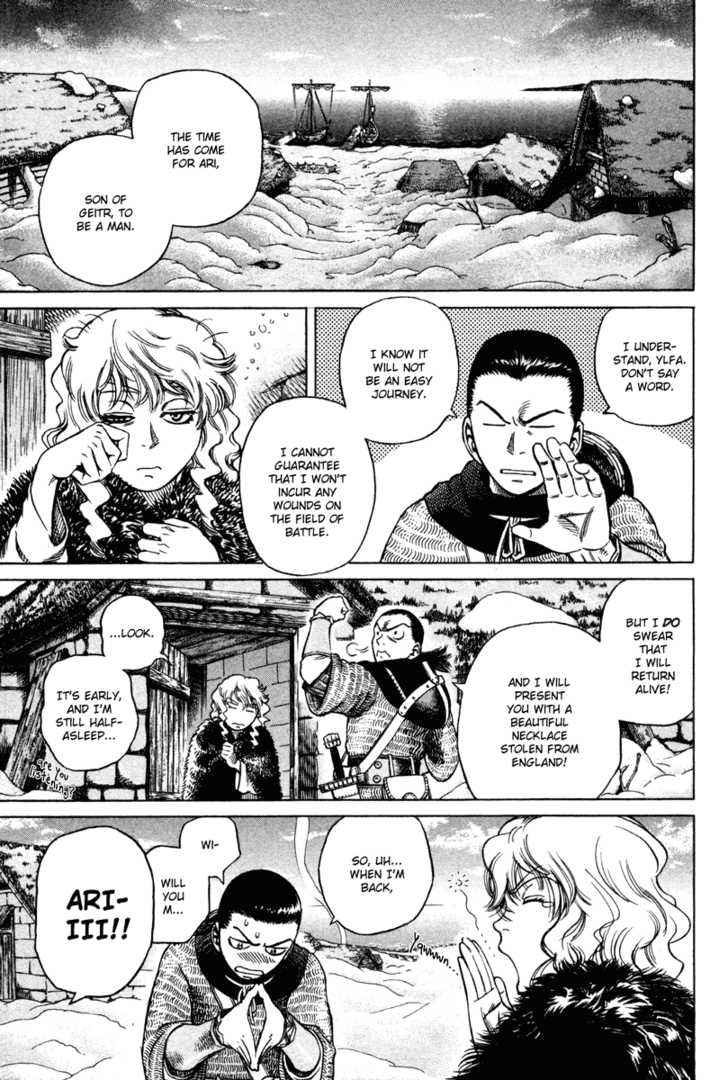 THE TIME
HAS COME
FOR ARI,
SON OF
GEITR, TO
BE A MAN.
I UNDER-
STAND, YLFA.
DON'T SAY
A WORD.
I KNOW IT
WILL NOT
BE AN EASY
JOURNEY.
I CANNOT
GUARANTEE
THAT I WON'T
INCUR ANY
WOUNDS ON
THE FIELD OF
BATTLE.
BUT I DO
SWEAR
THAT
I WILL
RETURN
ALIVE!
AND I WILL
PRESENT
YOU WITH A
BEAUTIFUL
NECKLACE
STOLEN FROM
ENGLAND!
...LOOK.
IT'S EARLY,
AND I'M
STILL HALF-
ASLEEP...
are you
listening?
SO, UH...
WHEN I'M
BACK,
Yawwwn...
WI-
WILL
YOU
M...
ARI-
III!!